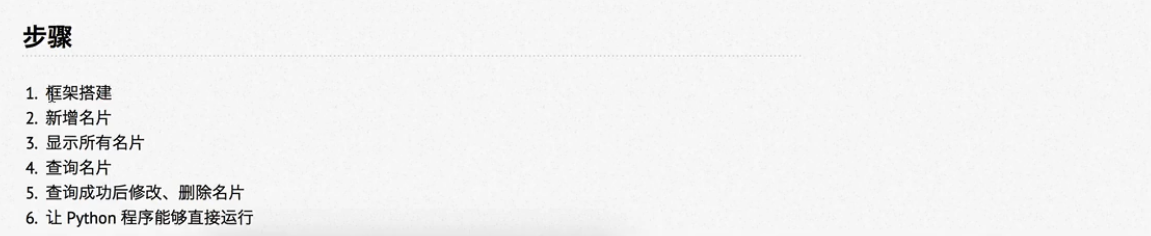 步骤
1. 框架搭建
2. 新增名片
3. 显示所有名片
4. 查询名片
5. 查询成功后修改、删除名片
6. 让 Python 程序能够直接运行